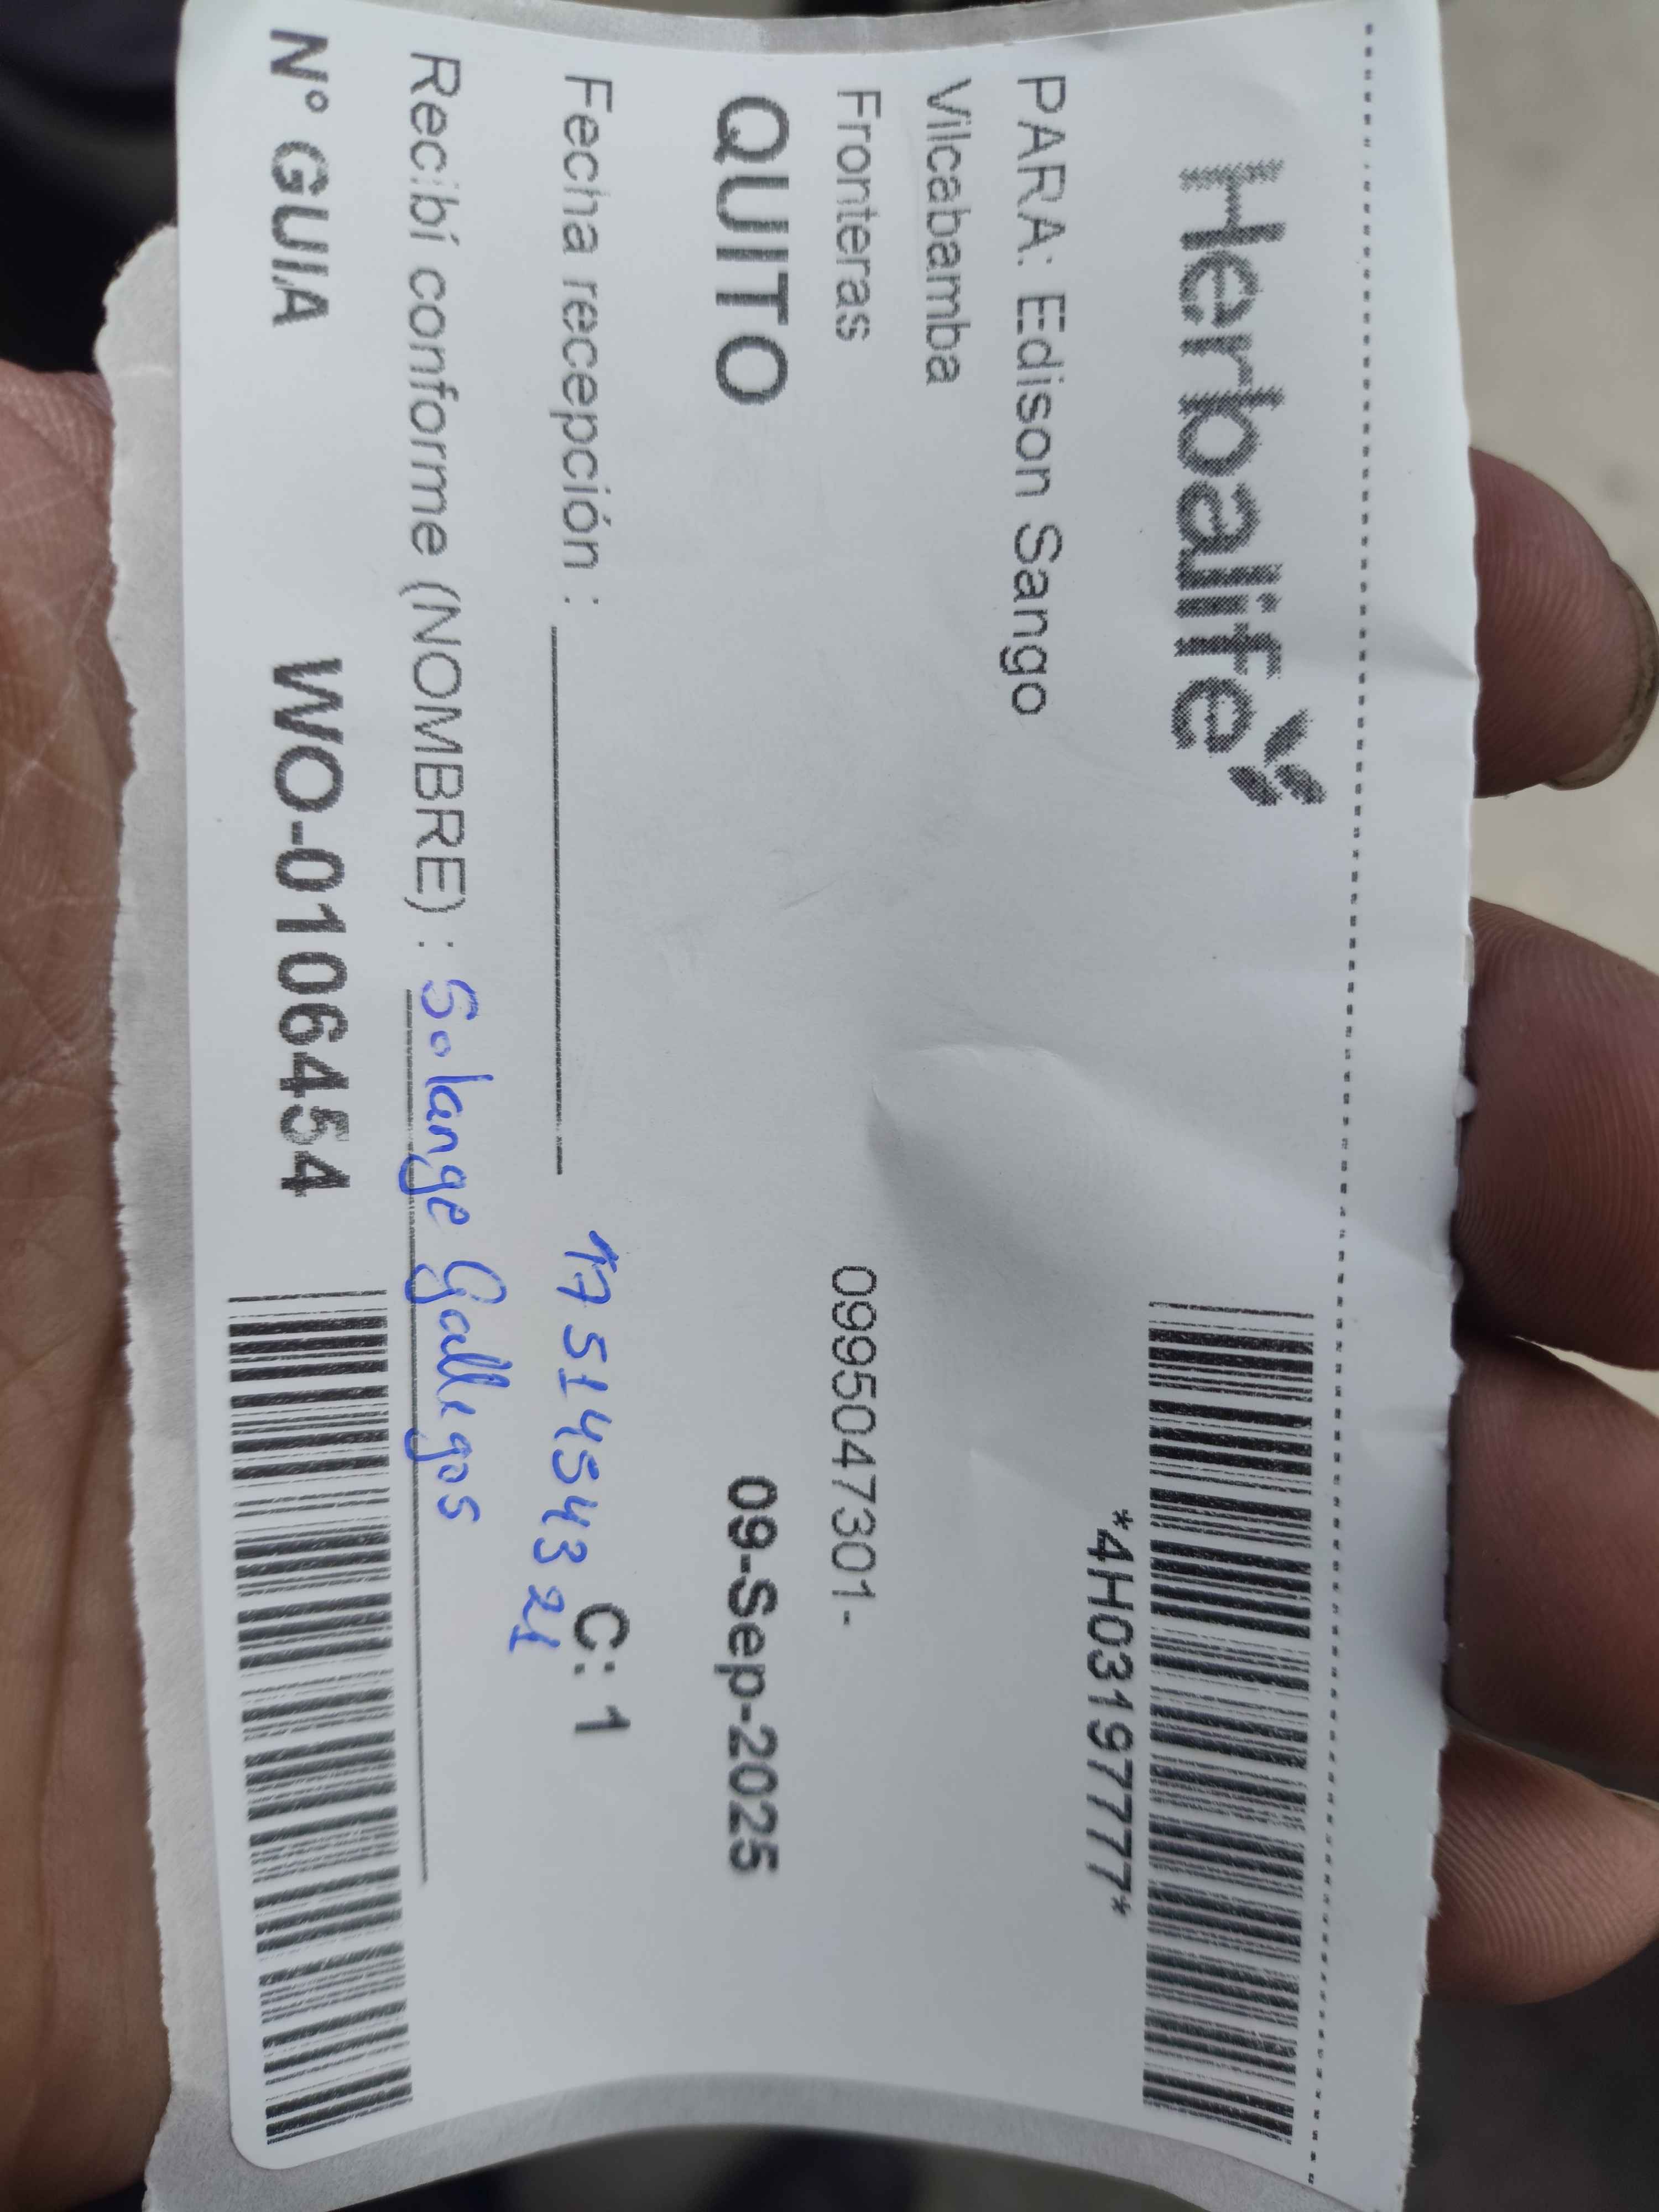 Herbalife
*4H03197777*
PARA: Edison Sango
Vilcabamba
Fronteras 0995047301-
QUITO 09-Sep-2025
Fecha recepción : C: 1
1751454321
Recibí conforme (NOMBRE) : Solange Gallegos
N° GUIA WO-0106454